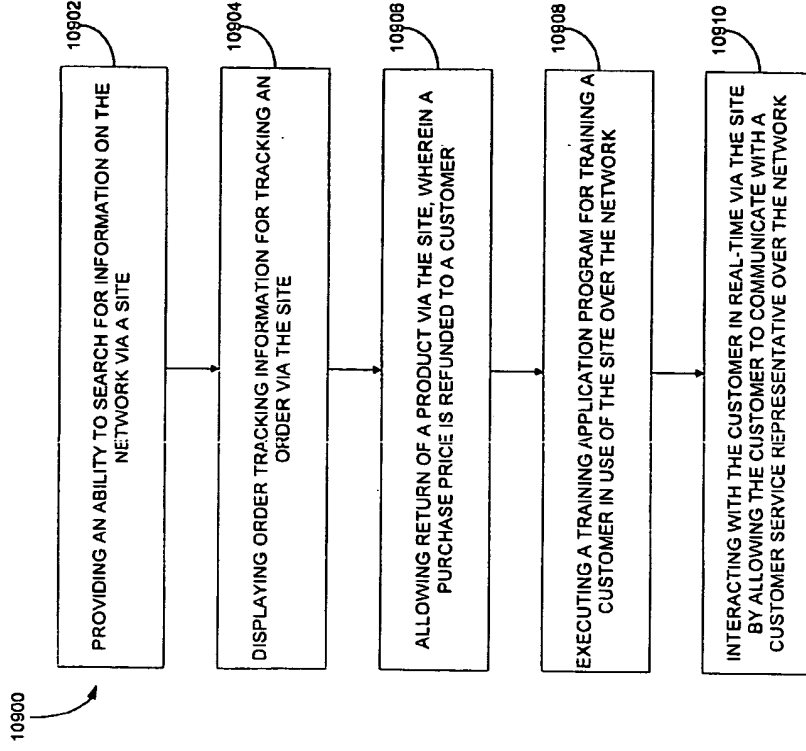 10900
10902
PROVIDING AN ABILITY TO SEARCH FOR INFORMATION ON THE
NETWORK VIA A SITE
10904
DISPLAYING ORDER TRACKING INFORMATION FOR TRACKING AN
ORDER VIA THE SITE
10906
ALLOWING RETURN OF A PRODUCT VIA THE SITE, WHEREIN A
PURCHASE PRICE IS REFUNDED TO A CUSTOMER
10908
EXECUTING A TRAINING APPLICATION PROGRAM FOR TRAINING A
CUSTOMER IN USE OF THE SITE OVER THE NETWORK
10910
INTERACTING WITH THE CUSTOMER IN REAL-TIME VIA THE SITE
BY ALLOWING THE CUSTOMER TO COMMUNICATE WITH A
CUSTOMER SERVICE REPRESENTATIVE OVER THE NETWORK